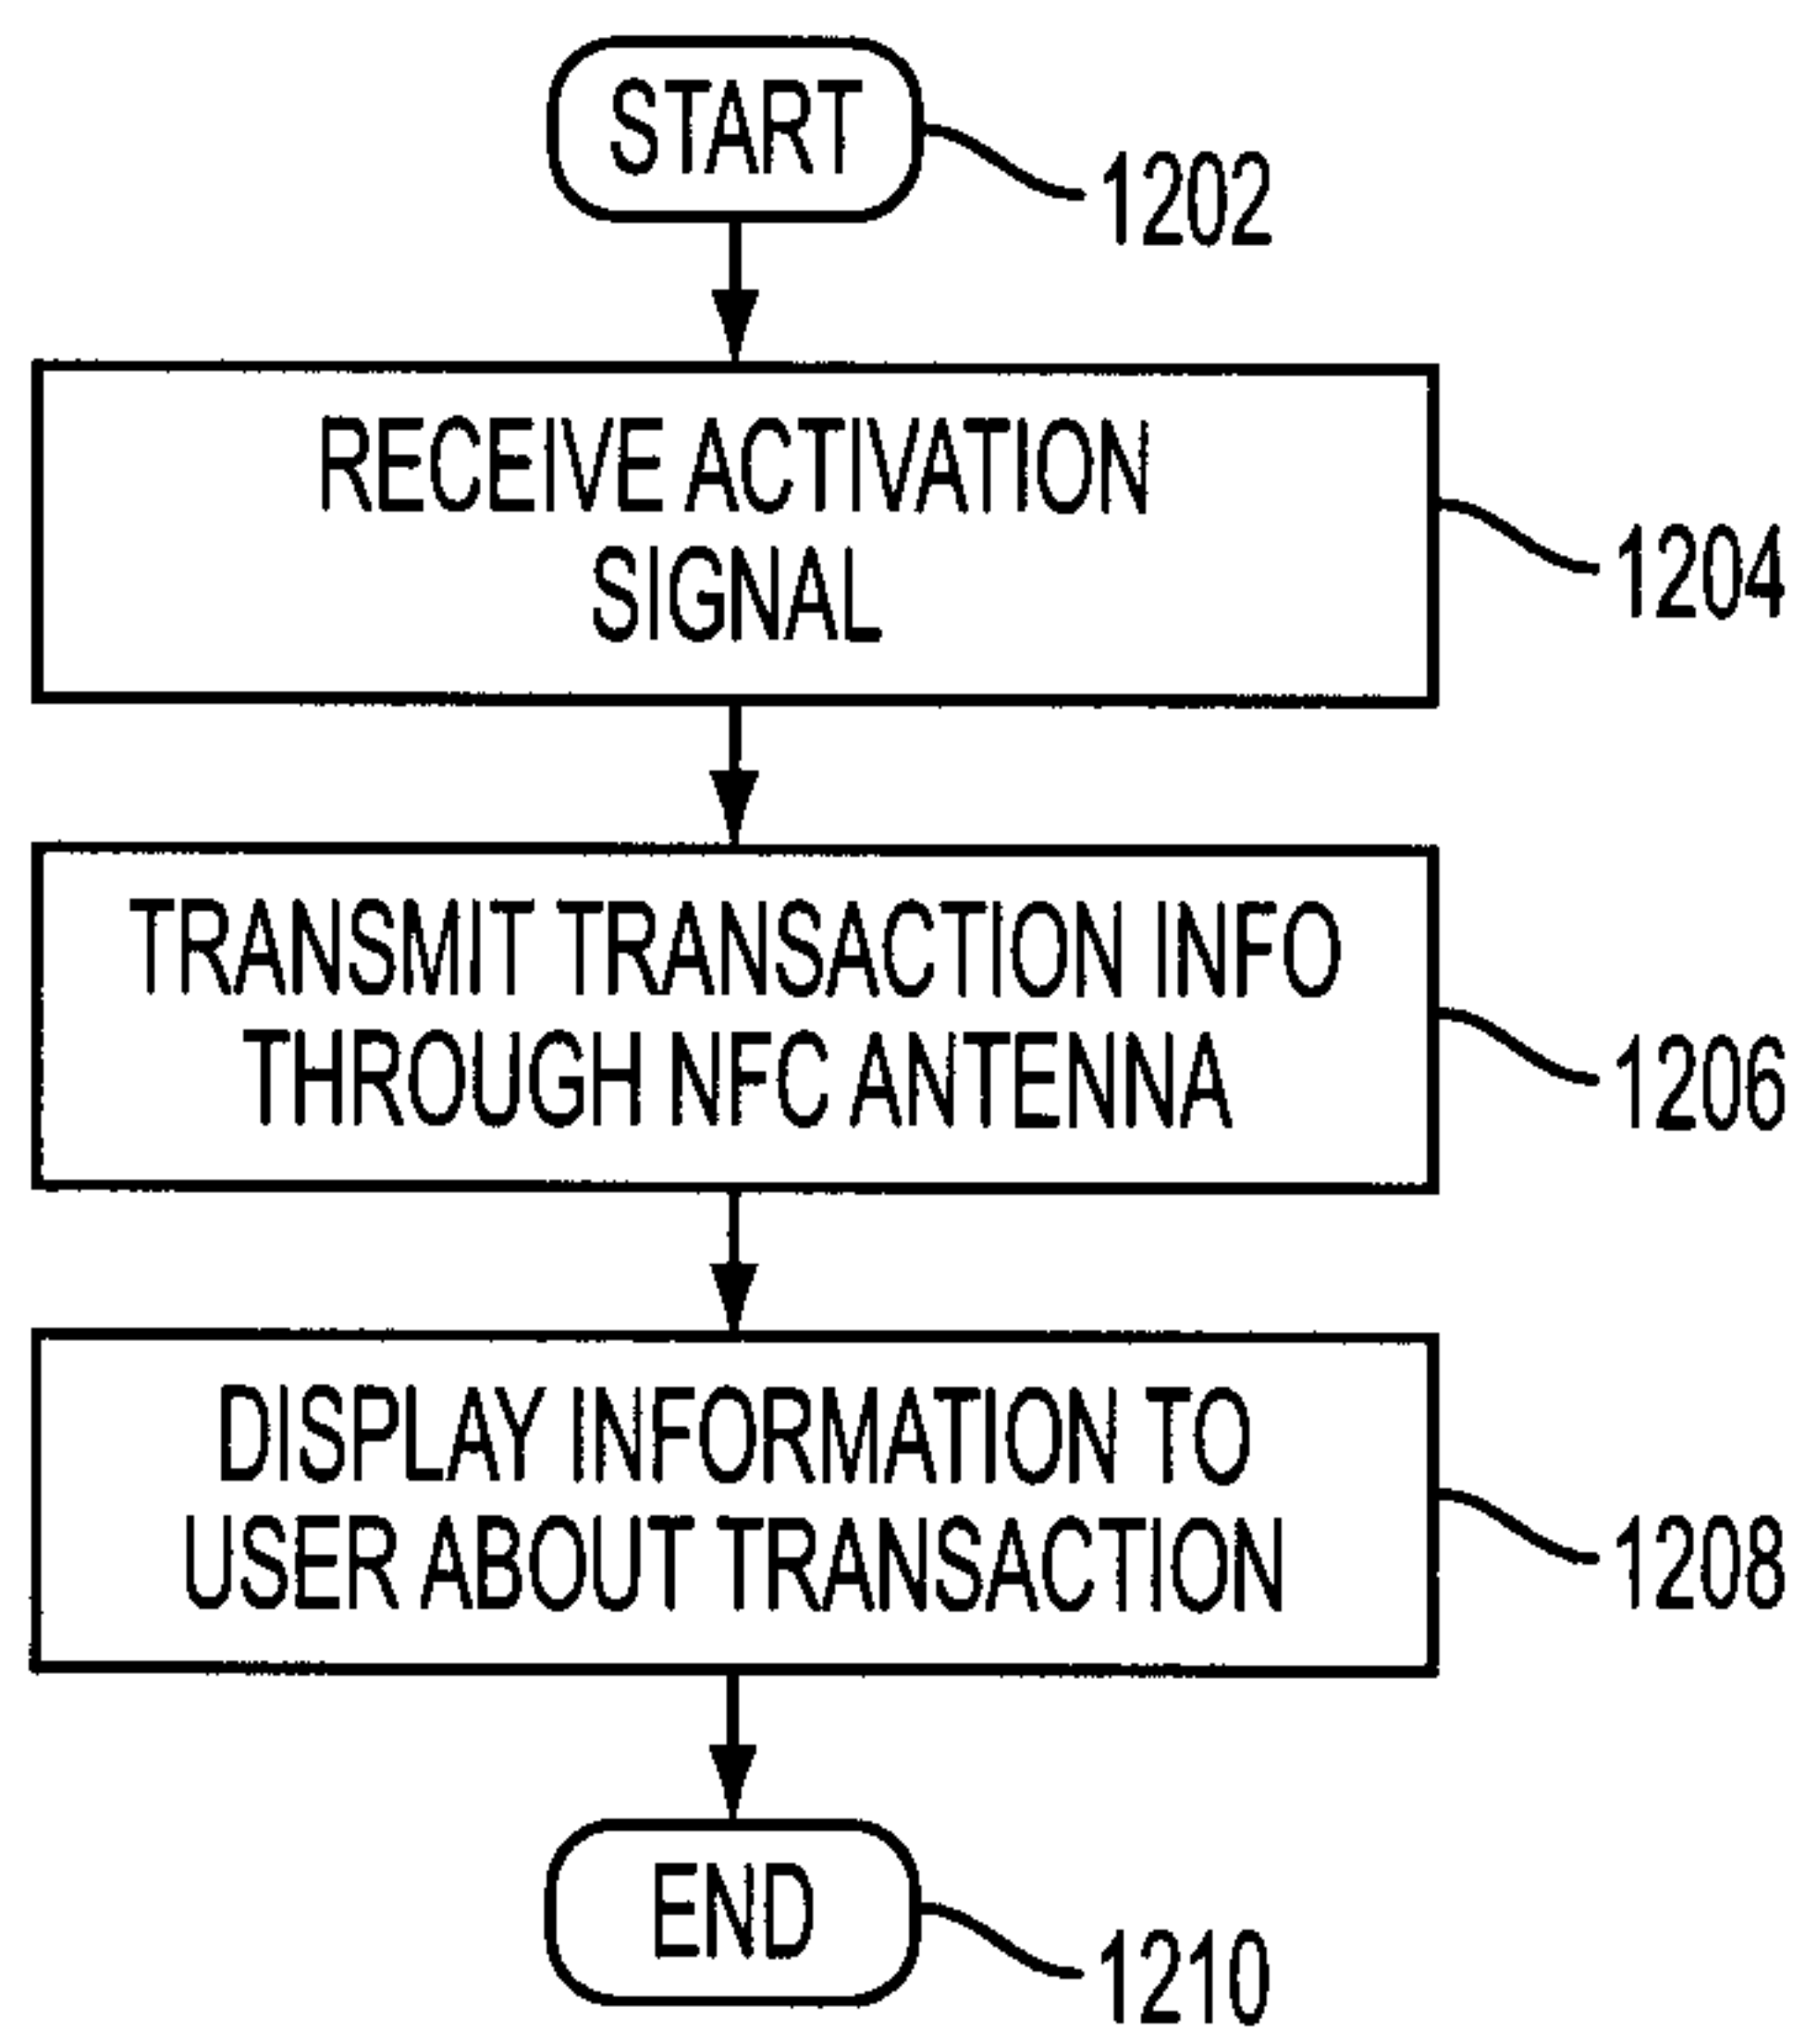 START
1202
RECEIVE ACTIVATION
SIGNAL
1204
TRANSMIT TRANSACTION INFO
THROUGH NFC ANTENNA
1206
DISPLAY INFORMATION TO
USER ABOUT TRANSACTION
1208
END
1210